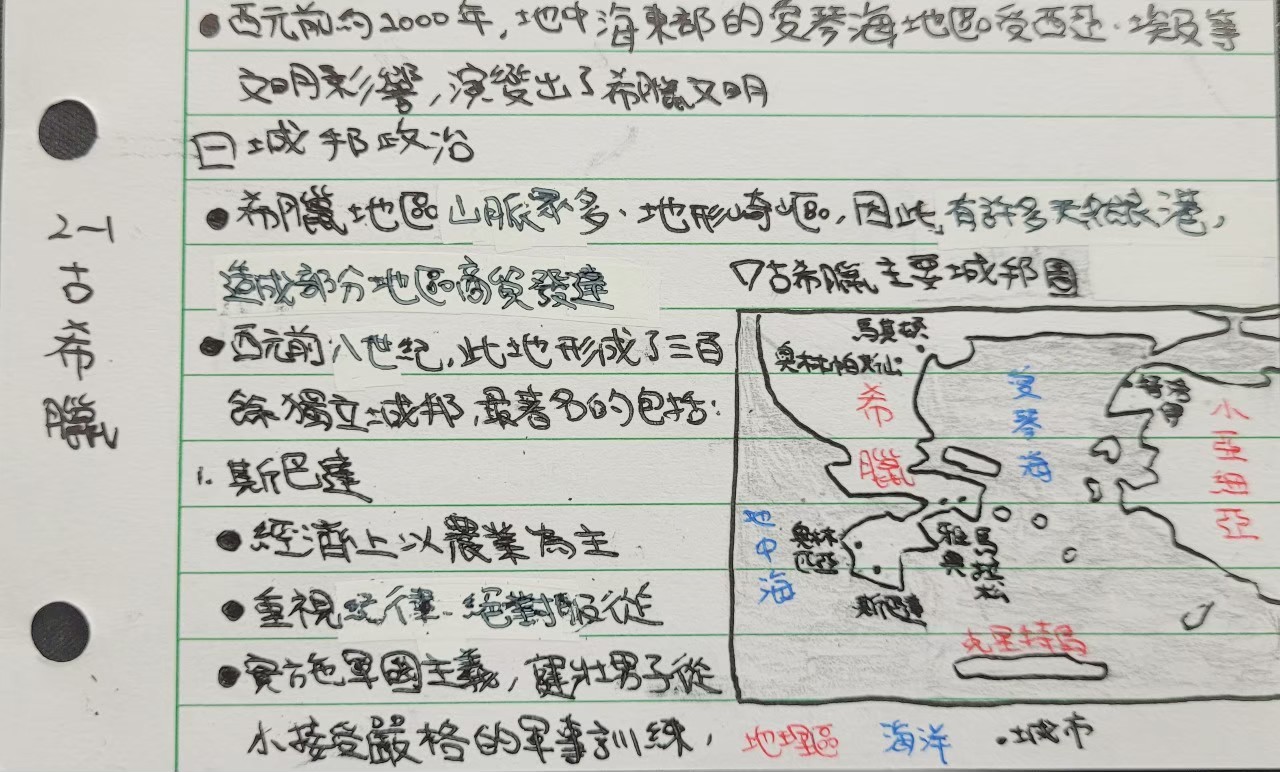 2-1古希臘
●西元前約2000年,地中海東部的愛琴海地區受西亞、埃及等
文明影響,演變出了希臘文明
㊀城邦政治
●希臘地區山脈眾多、地形崎嶇,因此,有許多天然良港,
造成部分地區商貿發達
▽古希臘主要城邦圖
●西元前八世紀,此地形成了三百
餘獨立城邦,最著名的包括:
1.斯巴達
●經濟上以農業為主
●重視紀律、絕對服從
●實施軍國主義,健壯男子從
小接受嚴格的軍事訓練,
馬其頓
奧林帕斯山
希臘
愛琴海
特洛伊
小亞細亞
地中海
奧林匹亞
雅典
馬拉松
斯巴達
克里特島
地理區 海洋 •城市